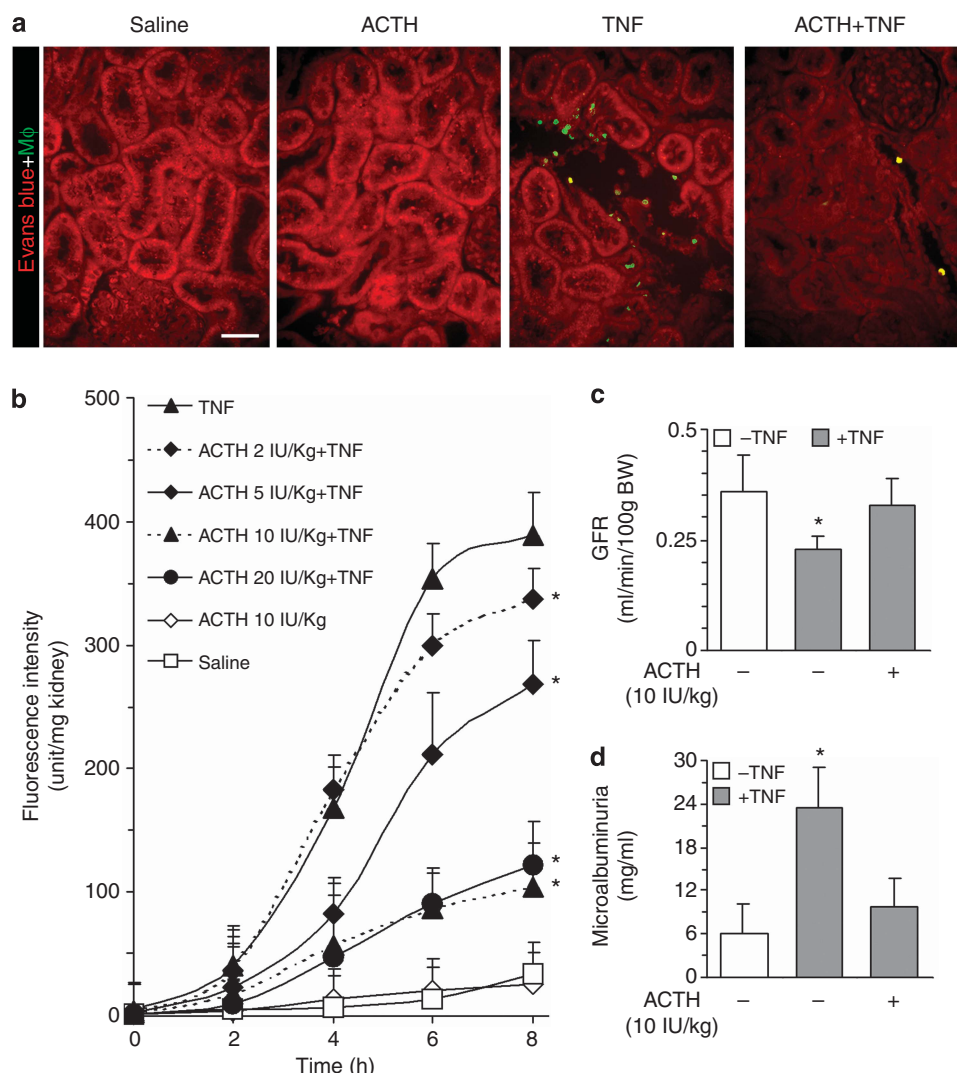 a
Saline ACTH TNF ACTH+TNF
Evans blue+Mϕ
b
500
400
300
200
100
0
Fluorescence intensity
(unit/mg kidney)
TNF
ACTH 2 IU/Kg+TNF
ACTH 5 IU/Kg+TNF
ACTH 10 IU/Kg+TNF
ACTH 20 IU/Kg+TNF
ACTH 10 IU/Kg
Saline
*
*
*
*
0 2 4 6 8
Time (h)
c
0.5
0.25
0
GFR
(ml/min/100g BW)
–TNF +TNF
*
ACTH – – +
(10 IU/kg)
d
30
24
18
12
6
0
Microalbuminuria
(mg/ml)
–TNF
+TNF
*
ACTH – – +
(10 IU/kg)